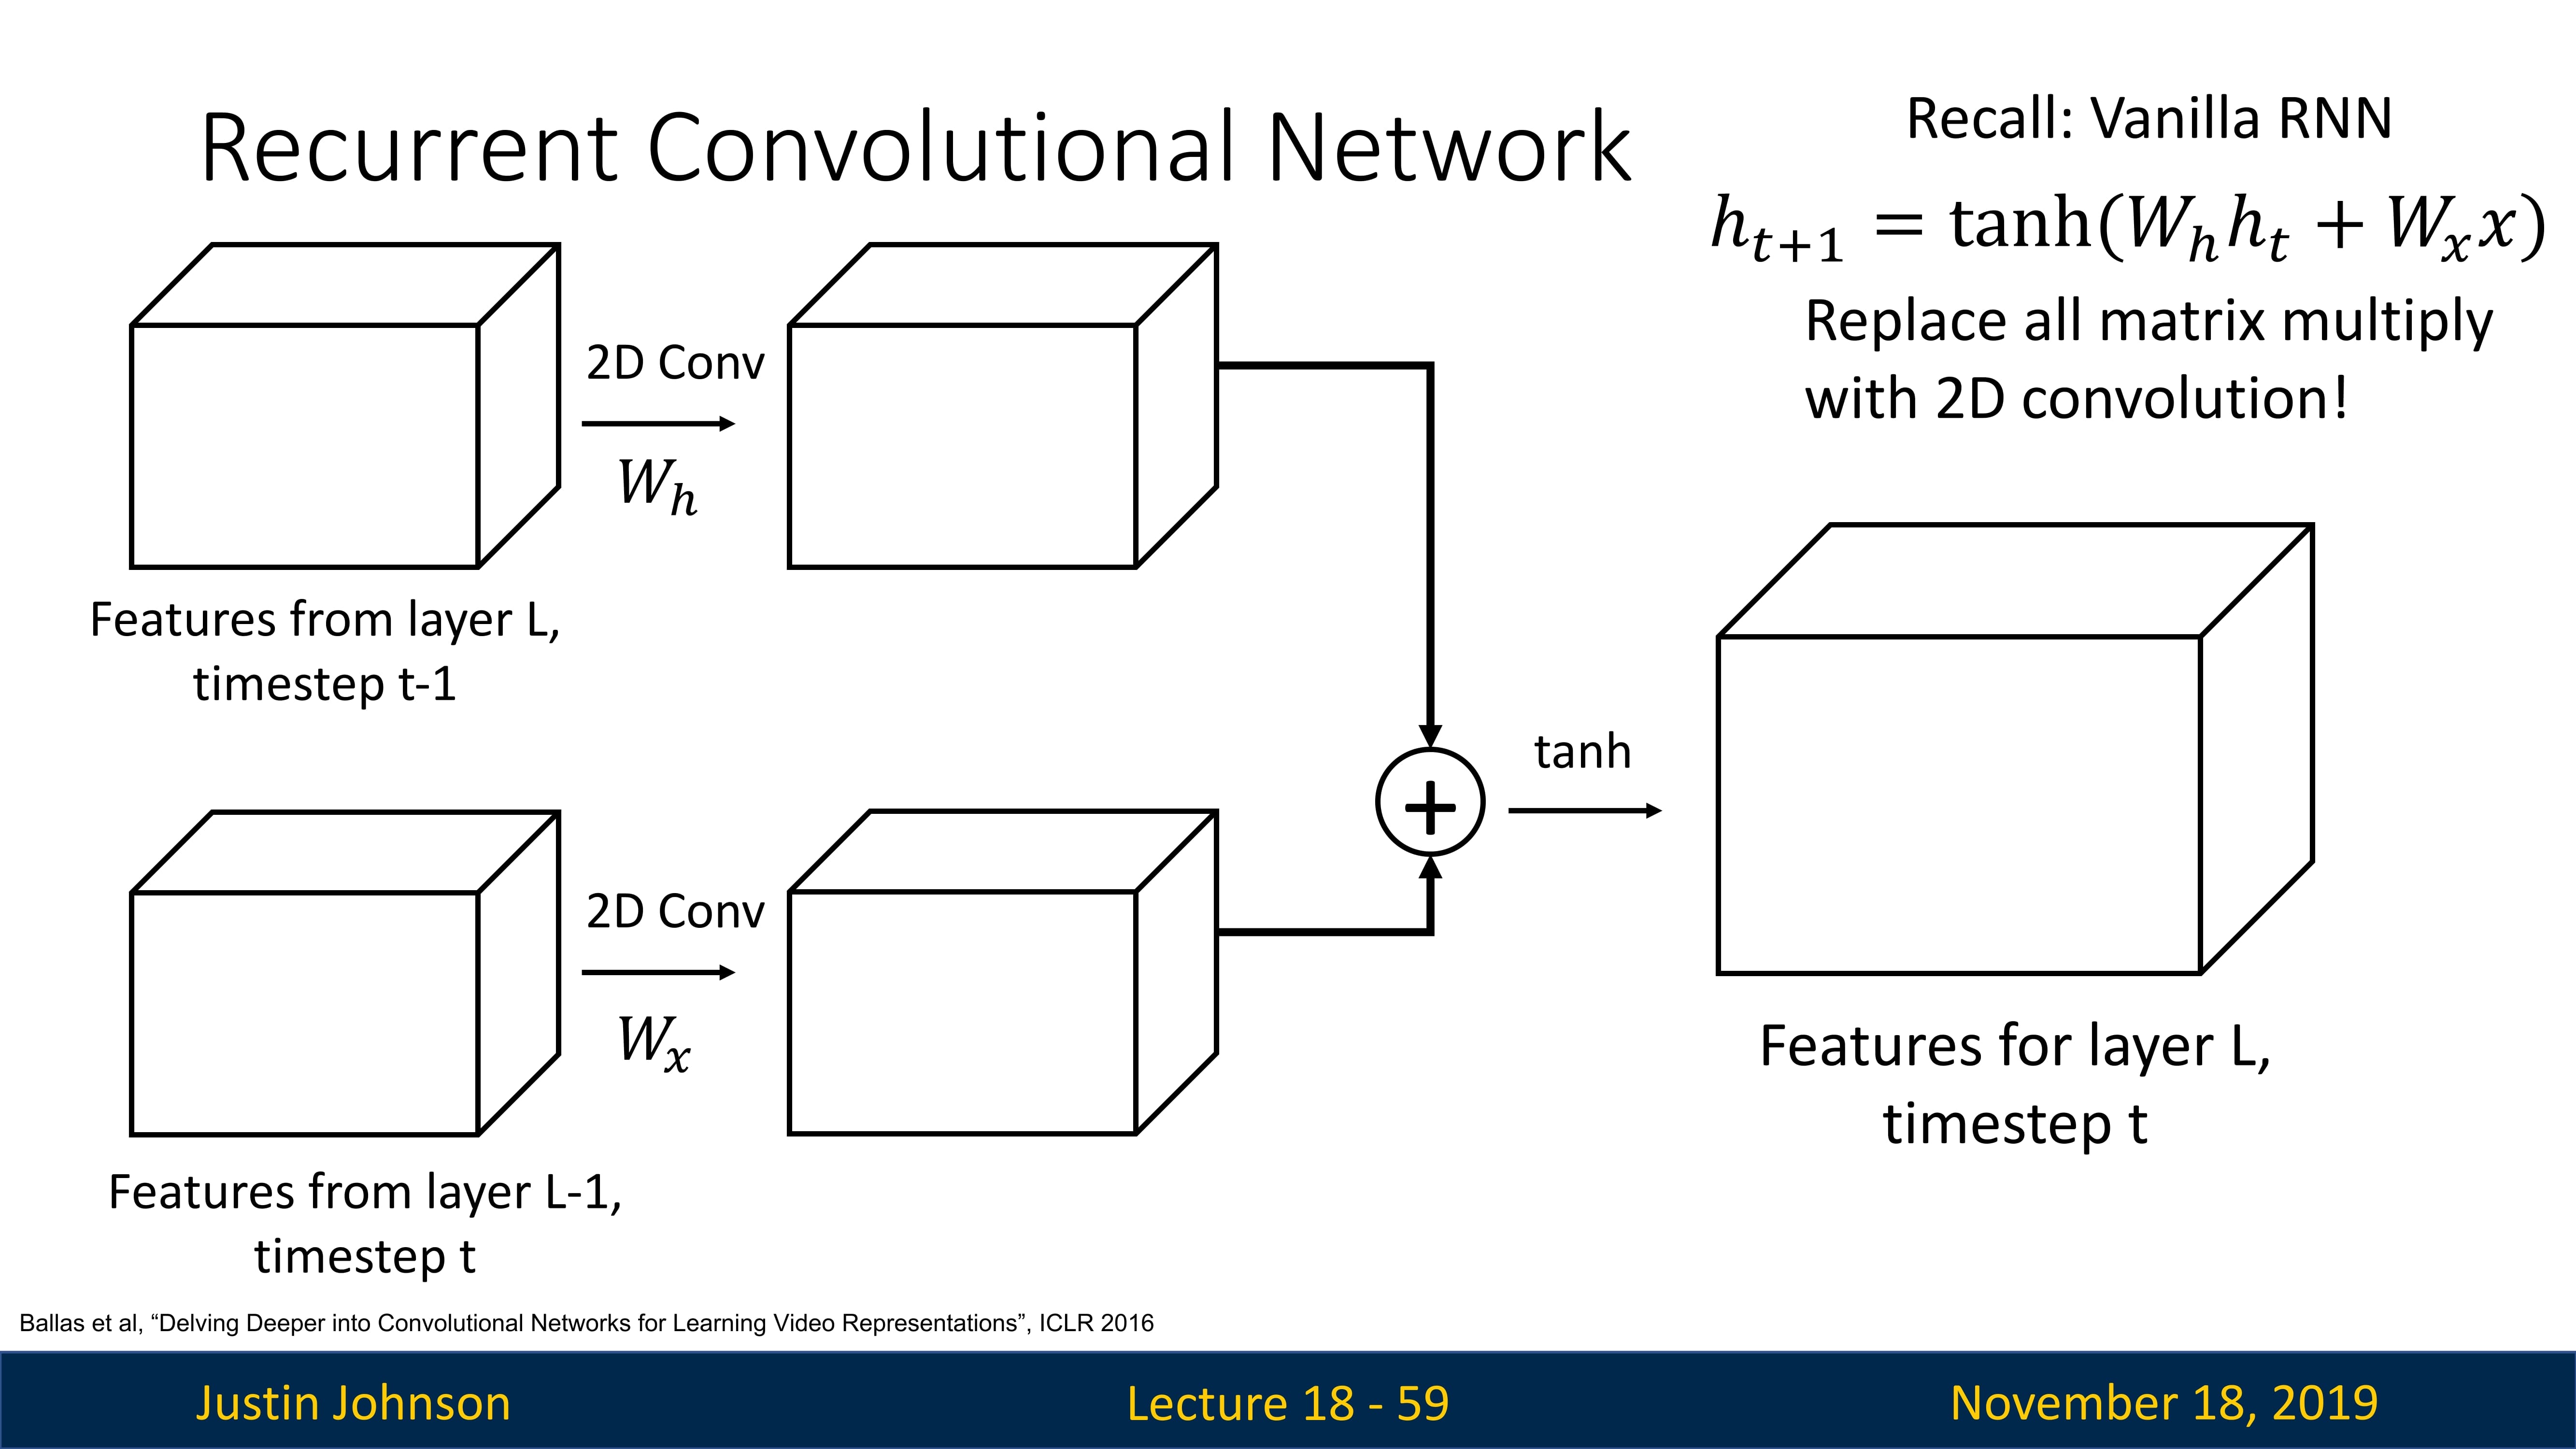 Recurrent Convolutional Network
Recall: Vanilla RNN
h_{t+1} = tanh(W_h h_t + W_x x)
Replace all matrix multiply
with 2D convolution!
2D Conv
W_h
Features from layer L,
timestep t-1
+
tanh
2D Conv
W_x
Features from layer L-1,
timestep t
Features for layer L,
timestep t
Ballas et al, “Delving Deeper into Convolutional Networks for Learning Video Representations”, ICLR 2016
Justin Johnson
Lecture 18 - 59
November 18, 2019